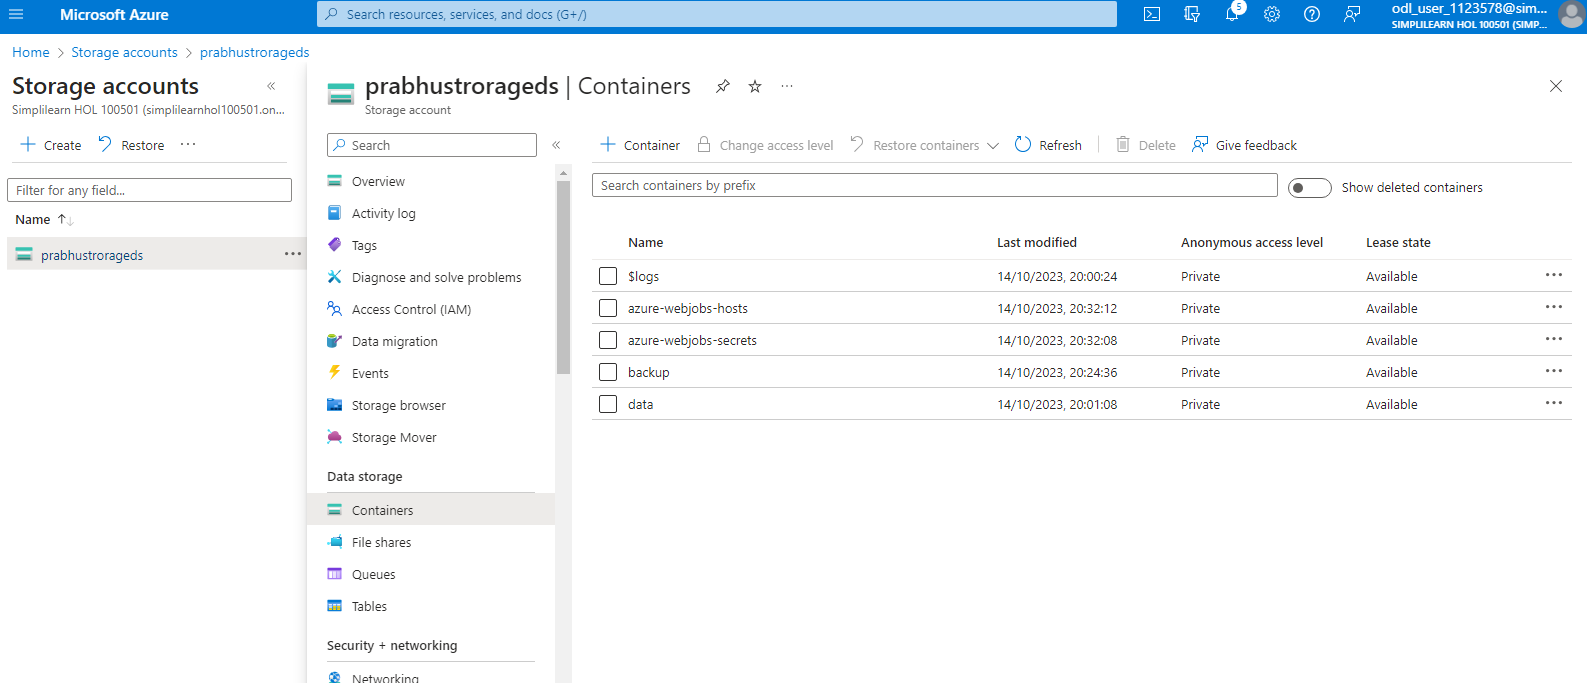 Microsoft Azure
Search resources, services, and docs (G+/)
5
odl_user_1123578@sim...
SIMPLILEARN HOL 100501 (SIMP...
Home > Storage accounts > prabhustrorageds
Storage accounts
Simplilearn HOL 100501 (simplilearnhol100501.on...
Create Restore ...
Filter for any field...
Name
prabhustrorageds ...
prabhustrorageds | Containers ...
Storage account
Search
Overview
Activity log
Tags
Diagnose and solve problems
Access Control (IAM)
Data migration
Events
Storage browser
Storage Mover
Data storage
Containers
File shares
Queues
Tables
Security + networking
Networking
Container Change access level Restore containers Refresh Delete Give feedback
Search containers by prefix
Show deleted containers
Name Last modified Anonymous access level Lease state
$logs 14/10/2023, 20:00:24 Private Available ...
azure-webjobs-hosts 14/10/2023, 20:32:12 Private Available ...
azure-webjobs-secrets 14/10/2023, 20:32:08 Private Available ...
backup 14/10/2023, 20:24:36 Private Available ...
data 14/10/2023, 20:01:08 Private Available ...